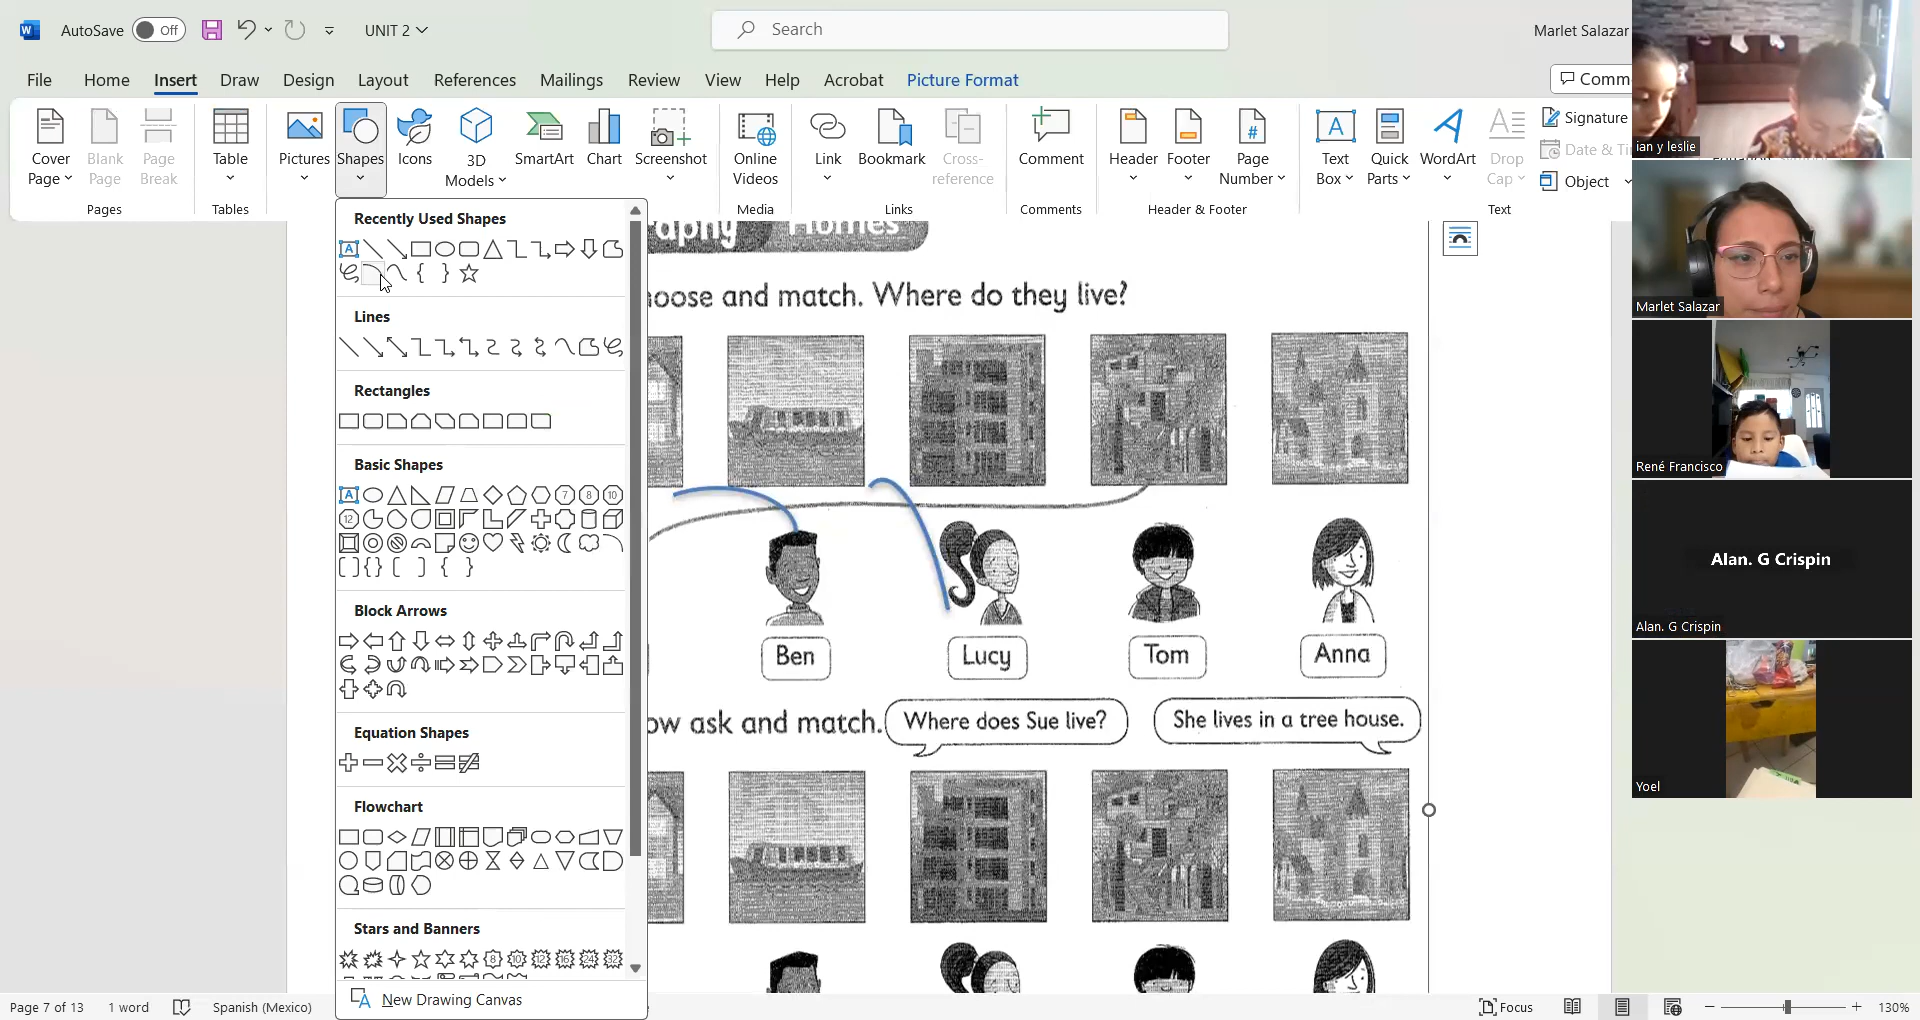 AutoSave Off UNIT 2 Search Marlet Salazar
File Home Insert Draw Design Layout References Mailings Review View Help Acrobat Picture Format Comm
Cover Page Blank Page Page Break Table Pictures Shapes Icons 3D Models SmartArt Chart Screenshot Online Videos Link Bookmark Cross-reference Comment Header Footer Page Number Text Box Quick Parts WordArt Drop Cap
Signature
Date & Ti
Object
Pages Tables Media Links Comments Header & Footer Text
Recently Used Shapes
Lines
Rectangles
Basic Shapes
Block Arrows
Equation Shapes
Flowchart
Stars and Banners
New Drawing Canvas
aphy Homes
hoose and match. Where do they live?
Ben Lucy Tom Anna
ow ask and match. Where does Sue live? She lives in a tree house.
ian y leslie
Marlet Salazar
René Francisco
Alan. G Crispin
Alan. G Crispin
Yoel
Page 7 of 13 1 word Spanish (Mexico) Focus 130%